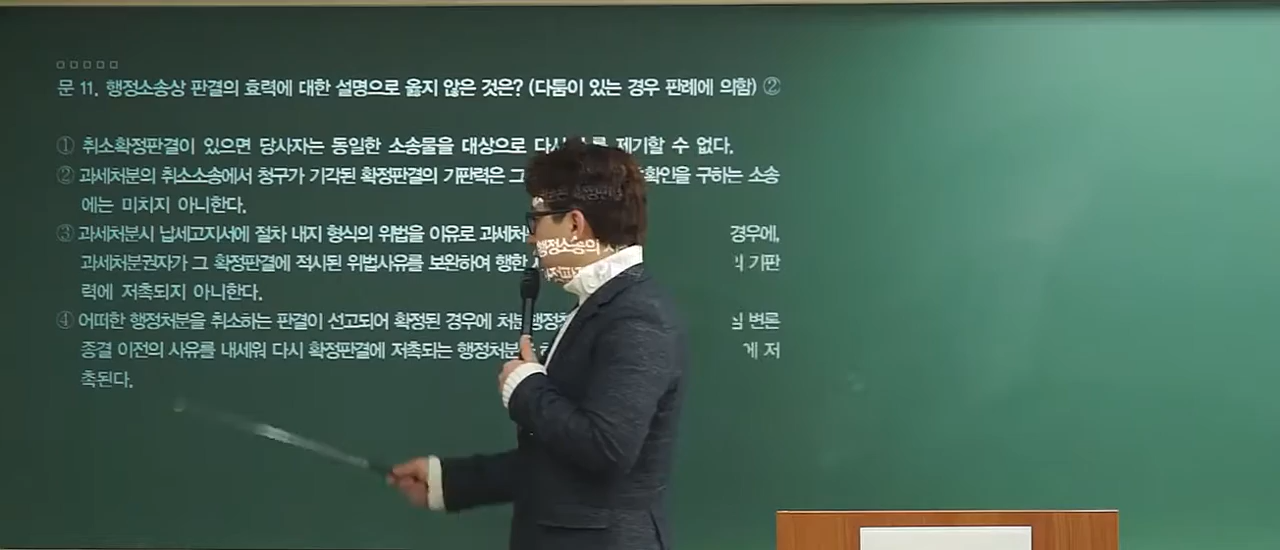 문 11. 행정소송상 판결의 효력에 대한 설명으로 옳지 않은 것은? (다툼이 있는 경우 판례에 의함) ②
① 취소확정판결이 있으면 당사자는 동일한 소송물을 대상으로 다시 를 제기할 수 없다.
② 과세처분의 취소소송에서 청구가 기각된 확정판결의 기판력은 그 확인을 구하는 소송
에는 미치지 아니한다.
③ 과세처분시 납세고지서에 절차 내지 형식의 위법을 이유로 과세처 경우에,
과세처분권자가 그 확정판결에 적시된 위법사유를 보완하여 행한 의 기판
력에 저촉되지 아니한다.
④ 어떠한 행정처분을 취소하는 판결이 선고되어 확정된 경우에 처분행정 변론
종결 이전의 사유를 내세워 다시 확정판결에 저촉되는 행정처분 에 저
촉된다.